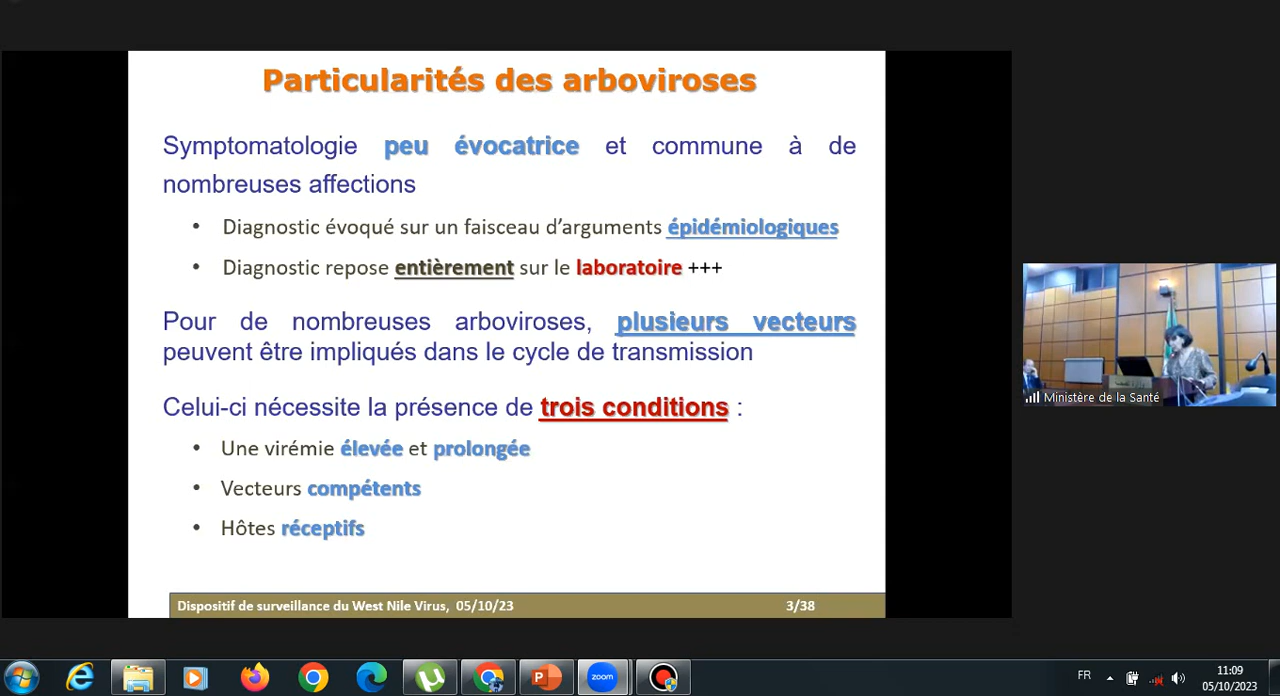 Particularités des arboviroses
Symptomatologie peu évocatrice et commune à de
nombreuses affections
• Diagnostic évoqué sur un faisceau d’arguments épidémiologiques
• Diagnostic repose entièrement sur le laboratoire +++
Pour de nombreuses arboviroses, plusieurs vecteurs
peuvent être impliqués dans le cycle de transmission
Celui-ci nécessite la présence de trois conditions :
• Une virémie élevée et prolongée
• Vecteurs compétents
• Hôtes réceptifs
Dispositif de surveillance du West Nile Virus, 05/10/23 3/38
Ministère de la Santé
zoom
FR
11:09
05/10/2023